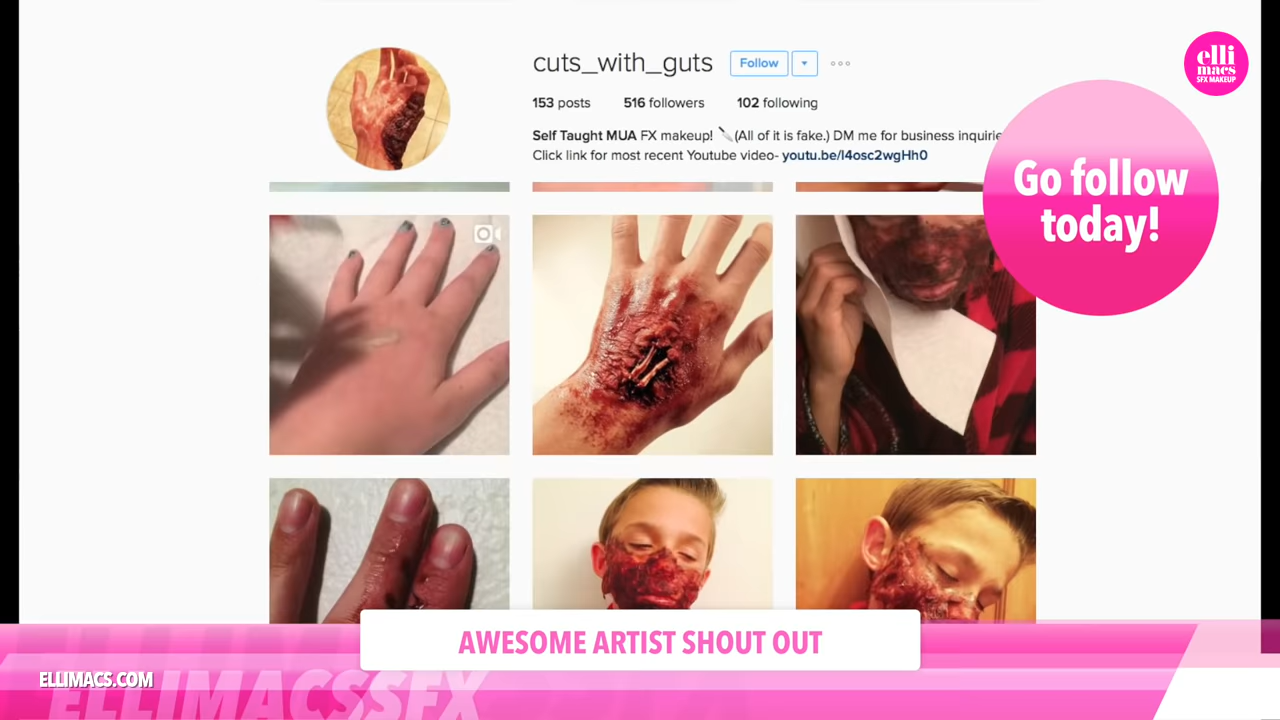 cuts_with_guts
Follow
153 posts 516 followers 102 following
Self Taught MUA FX makeup! 🔪(All of it is fake.) DM me for business inquirie
Click link for most recent Youtube video- youtu.be/l4osc2wgHh0
elli
macs
SFX MAKEUP
Go follow
today!
AWESOME ARTIST SHOUT OUT
ELLIMACS.COM
ELLIMACSSFX